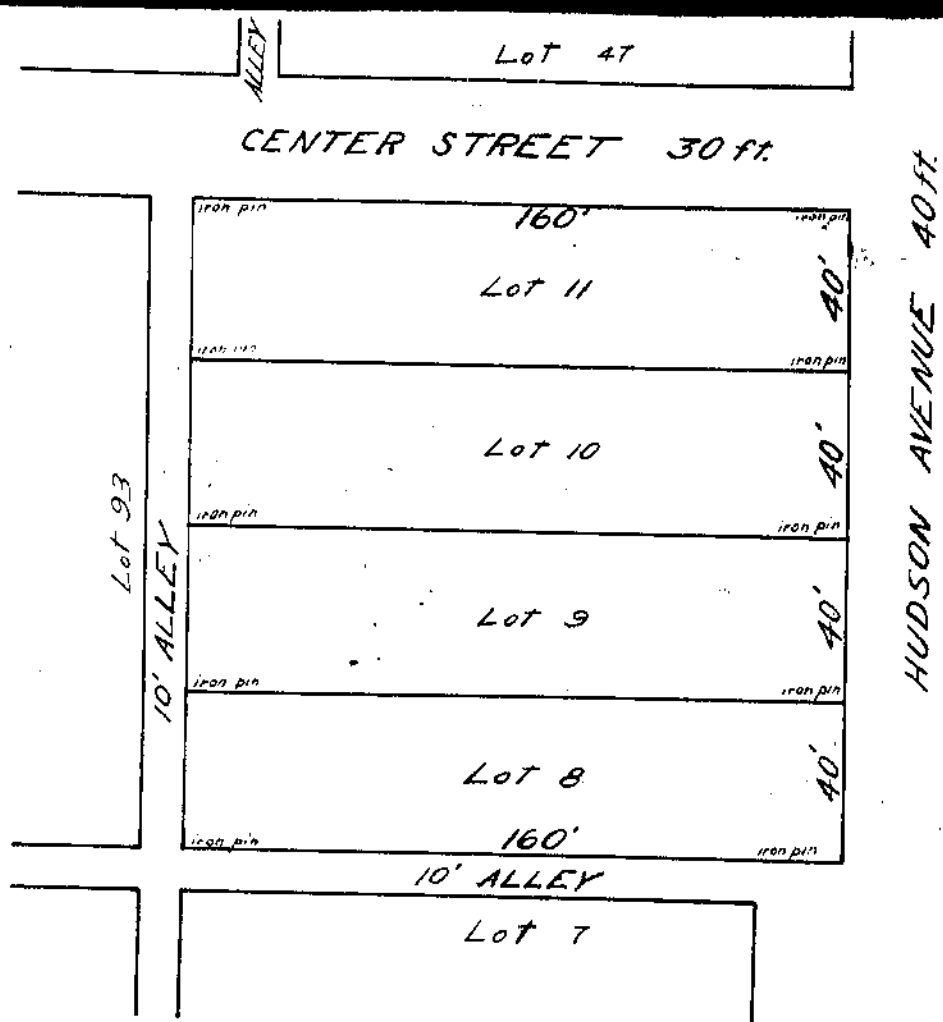 ALLEY
Lot 47
CENTER STREET 30 ft.
HUDSON AVENUE 40 ft.
iron pin
160'
iron pin
Lot 11
40'
iron pin
iron pin
Lot 10
40'
iron pin
iron pin
Lot 93
10' ALLEY
Lot 9
40'
iron pin
iron pin
Lot 8
40'
iron pin
160'
iron pin
10' ALLEY
Lot 7